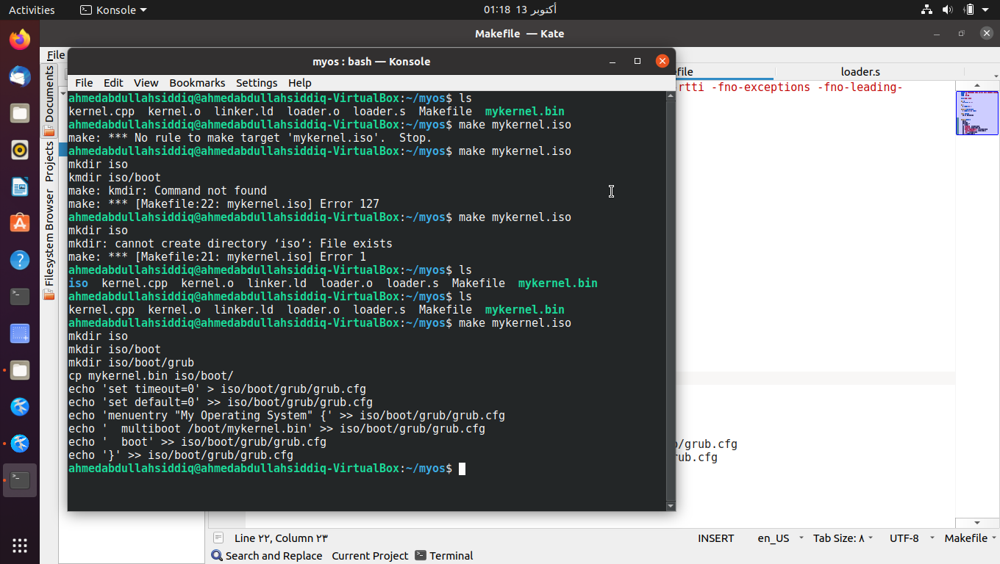 Activities
Konsole
01:18 13 أكتوبر
Makefile — Kate
File
myos : bash — Konsole
File Edit View Bookmarks Settings Help
file
loader.s
rtti -fno-exceptions -fno-leading-
Documents
Projects
Filesystem Browser
ahmedabdullahsiddiq@ahmedabdullahsiddiq-VirtualBox:~/myos$ ls
kernel.cpp kernel.o linker.ld loader.o loader.s Makefile mykernel.bin
ahmedabdullahsiddiq@ahmedabdullahsiddiq-VirtualBox:~/myos$ make mykernel.iso
make: *** No rule to make target 'mykernel.iso'. Stop.
ahmedabdullahsiddiq@ahmedabdullahsiddiq-VirtualBox:~/myos$ make mykernel.iso
mkdir iso
kmdir iso/boot
make: kmdir: Command not found
make: *** [Makefile:22: mykernel.iso] Error 127
ahmedabdullahsiddiq@ahmedabdullahsiddiq-VirtualBox:~/myos$ make mykernel.iso
mkdir iso
mkdir: cannot create directory ‘iso’: File exists
make: *** [Makefile:21: mykernel.iso] Error 1
ahmedabdullahsiddiq@ahmedabdullahsiddiq-VirtualBox:~/myos$ ls
iso kernel.cpp kernel.o linker.ld loader.o loader.s Makefile mykernel.bin
ahmedabdullahsiddiq@ahmedabdullahsiddiq-VirtualBox:~/myos$ ls
kernel.cpp kernel.o linker.ld loader.o loader.s Makefile mykernel.bin
ahmedabdullahsiddiq@ahmedabdullahsiddiq-VirtualBox:~/myos$ make mykernel.iso
mkdir iso
mkdir iso/boot
mkdir iso/boot/grub
cp mykernel.bin iso/boot/
echo 'set timeout=0' > iso/boot/grub/grub.cfg
echo 'set default=0' >> iso/boot/grub/grub.cfg
echo 'menuentry "My Operating System" {' >> iso/boot/grub/grub.cfg
echo '  multiboot /boot/mykernel.bin' >> iso/boot/grub/grub.cfg
echo '  boot' >> iso/boot/grub/grub.cfg
echo '}' >> iso/boot/grub/grub.cfg
ahmedabdullahsiddiq@ahmedabdullahsiddiq-VirtualBox:~/myos$
/grub.cfg
rub.cfg
Line ٢٢, Column ٢٣
INSERT en_US Tab Size: ٨ UTF-8 Makefile
Search and Replace Current Project Terminal